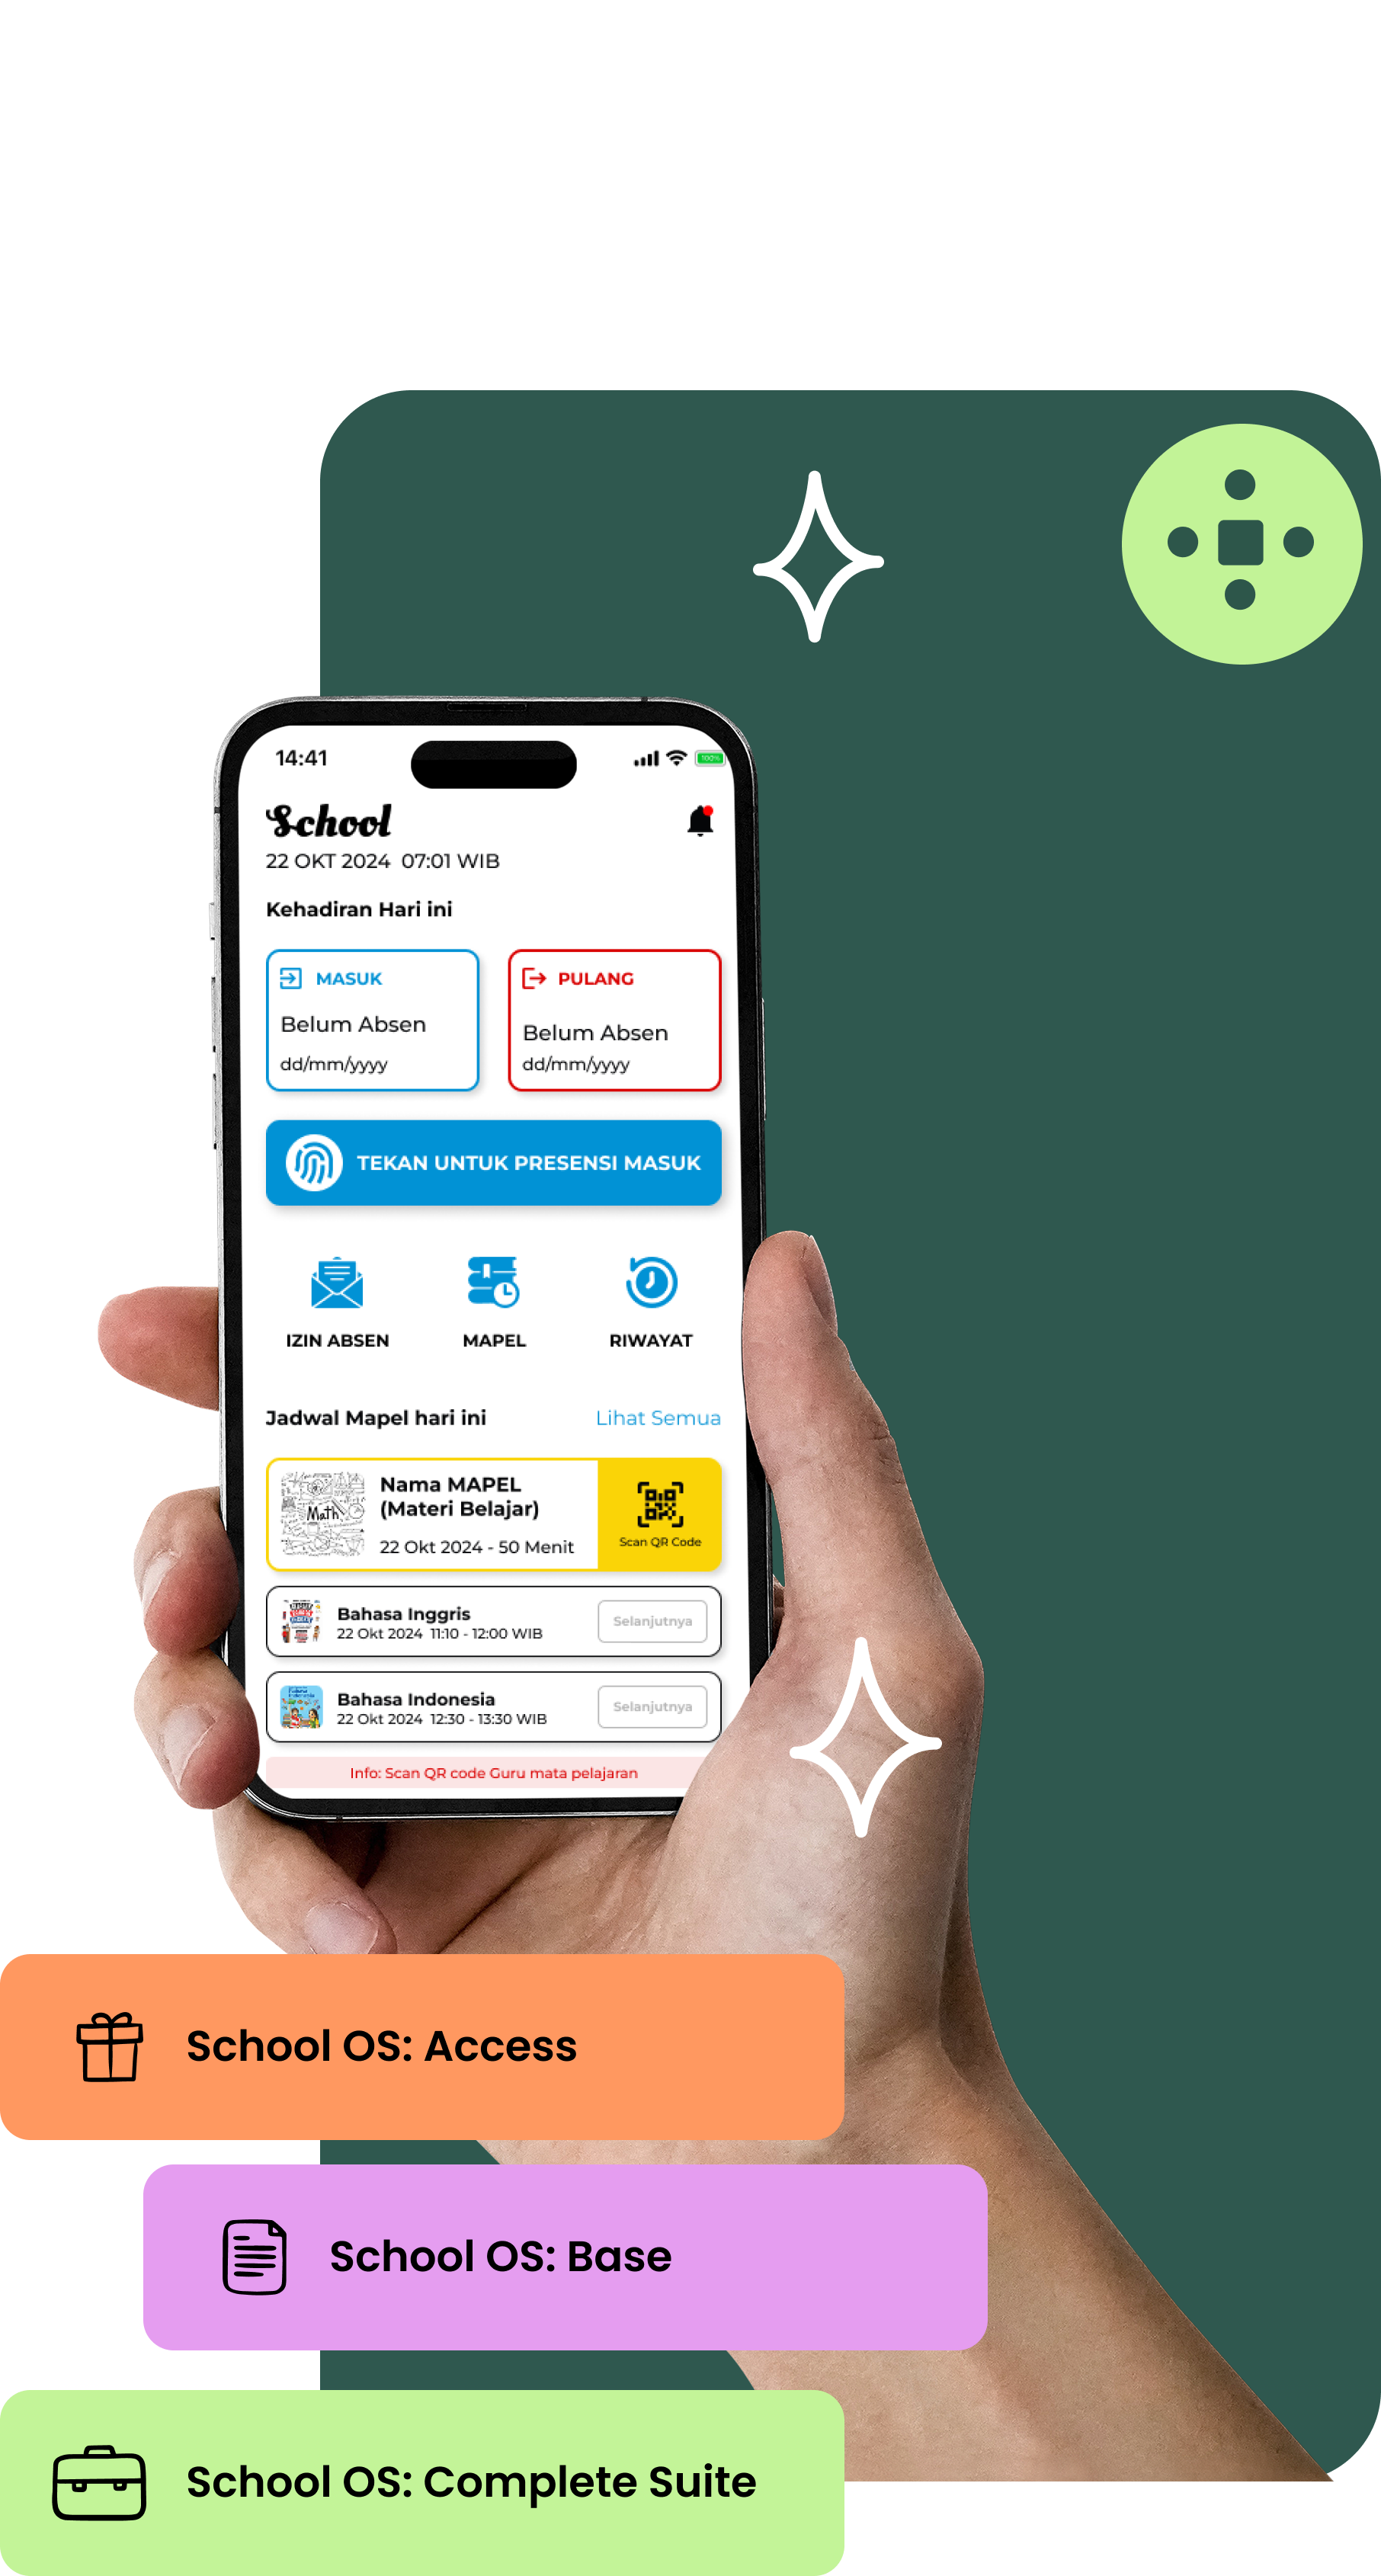 14:41
100%
School
22 OKT 2024 07:01 WIB
Kehadiran Hari ini
MASUK
Belum Absen
dd/mm/yyyy
PULANG
Belum Absen
dd/mm/yyyy
TEKAN UNTUK PRESENSI MASUK
IZIN ABSEN
MAPEL
RIWAYAT
Jadwal Mapel hari ini
Lihat Semua
Math
Nama MAPEL
(Materi Belajar)
22 Okt 2024 - 50 Menit
Scan QR Code
Bahasa Inggris
22 Okt 2024 11:10 - 12:00 WIB
Selanjutnya
Bahasa Indonesia
22 Okt 2024 12:30 - 13:30 WIB
Selanjutnya
Info: Scan QR code Guru mata pelajaran
School OS: Access
School OS: Base
School OS: Complete Suite